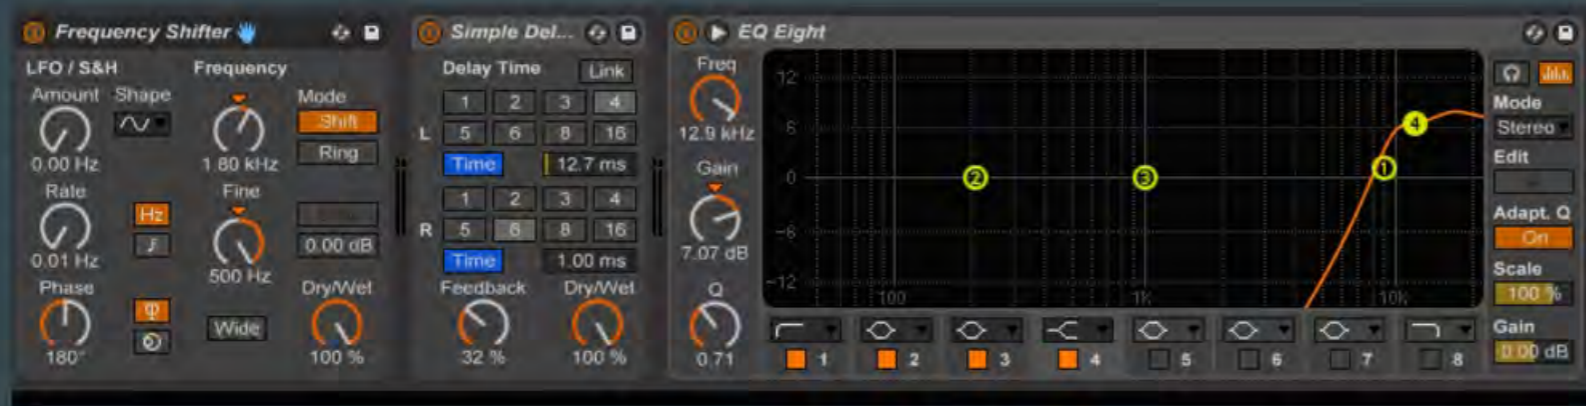 Frequency Shifter
LFO / S&H Frequency
Amount Shape Mode
Shift
0.00 Hz 1.80 kHz Ring
Rate Fine
Hz
0.01 Hz 500 Hz 0.00 dB
Phase Dry/Wet
180° Wide 100 %
Simple Del...
Delay Time Link
1 2 3 4
L 5 6 8 16
Time 12.7 ms
1 2 3 4
R 5 6 8 16
Time 1.00 ms
Feedback Dry/Wet
32 % 100 %
EQ Eight
Freq
12.9 kHz
Gain
7.07 dB
Q
0.71
12
6
0
-6
-12
100 1K 10K
2 3 1 4
1 2 3 4 5 6 7 8
Mode
Stereo
Edit
Adapt. Q
On
Scale
100 %
Gain
0.00 dB